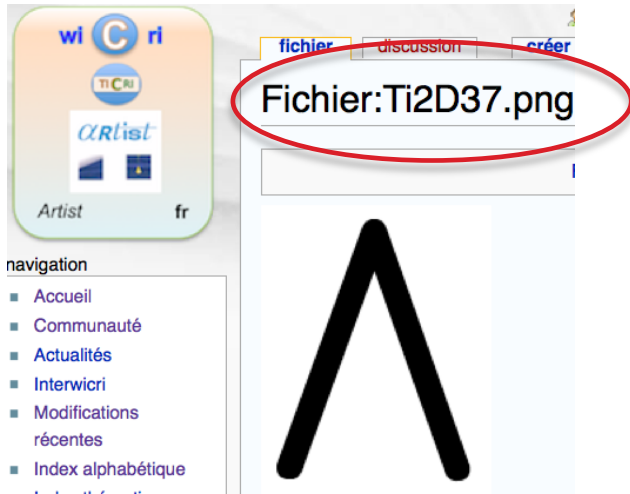 wi C ri
TICRI
αRtist
Artist fr
navigation
Accueil
Communauté
Actualités
Interwicri
Modifications
récentes
Index alphabétique
fichier discussion créer
Fichier:Ti2D37.png